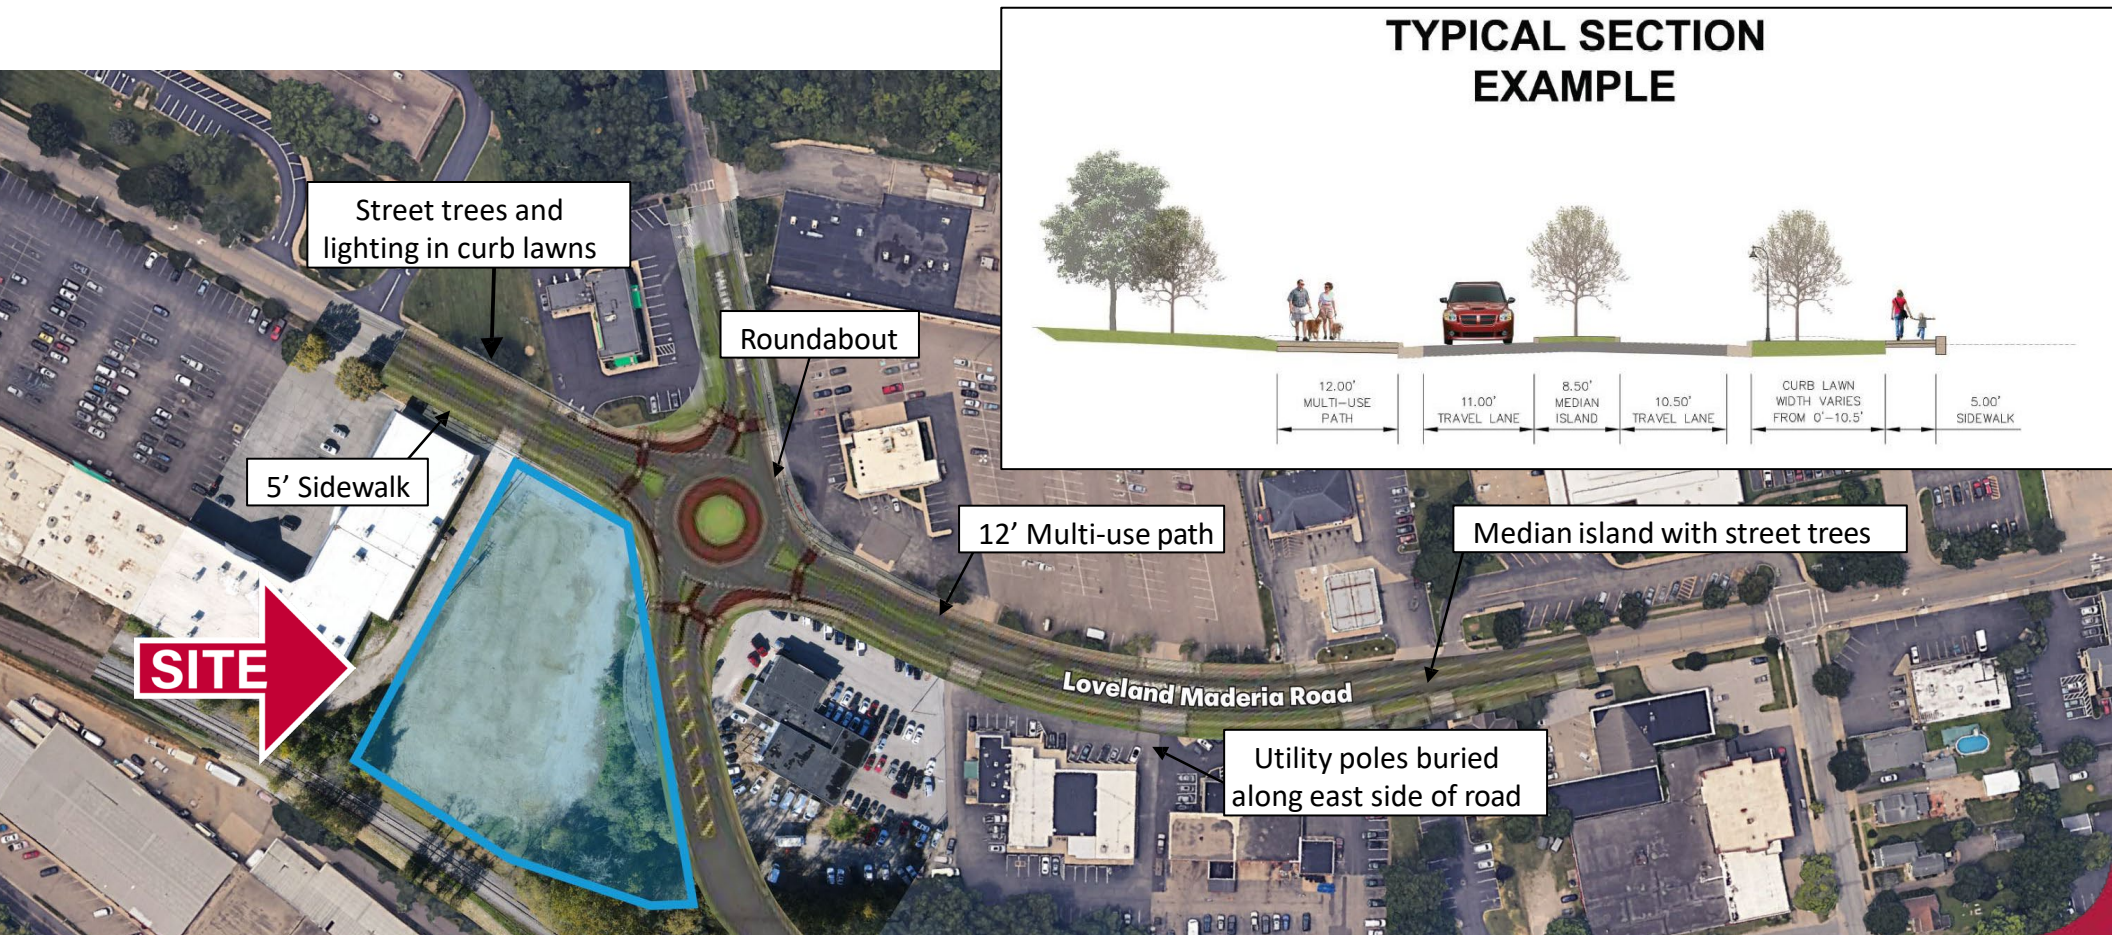 TYPICAL SECTION
EXAMPLE
Street trees and
lighting in curb lawns
Roundabout
12.00'
MULTI-USE
PATH
11.00'
TRAVEL LANE
8.50'
MEDIAN
ISLAND
10.50'
TRAVEL LANE
CURB LAWN
WIDTH VARIES
FROM 0'-10.5'
5.00'
SIDEWALK
5’ Sidewalk
12’ Multi-use path
Median island with street trees
SITE
Loveland Maderia Road
Utility poles buried
along east side of road